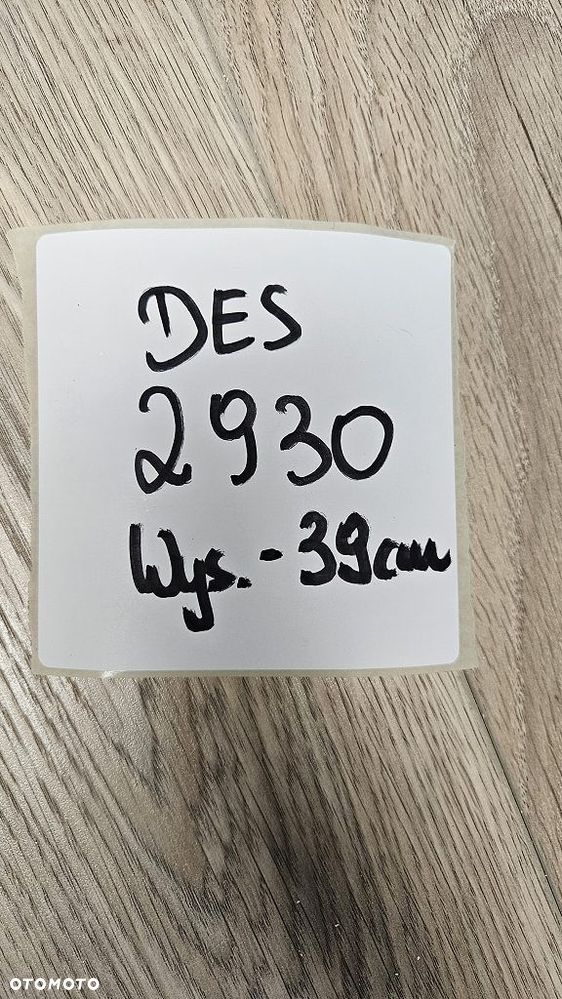 DES
2930
Wys. - 39cm
OTOMOTO